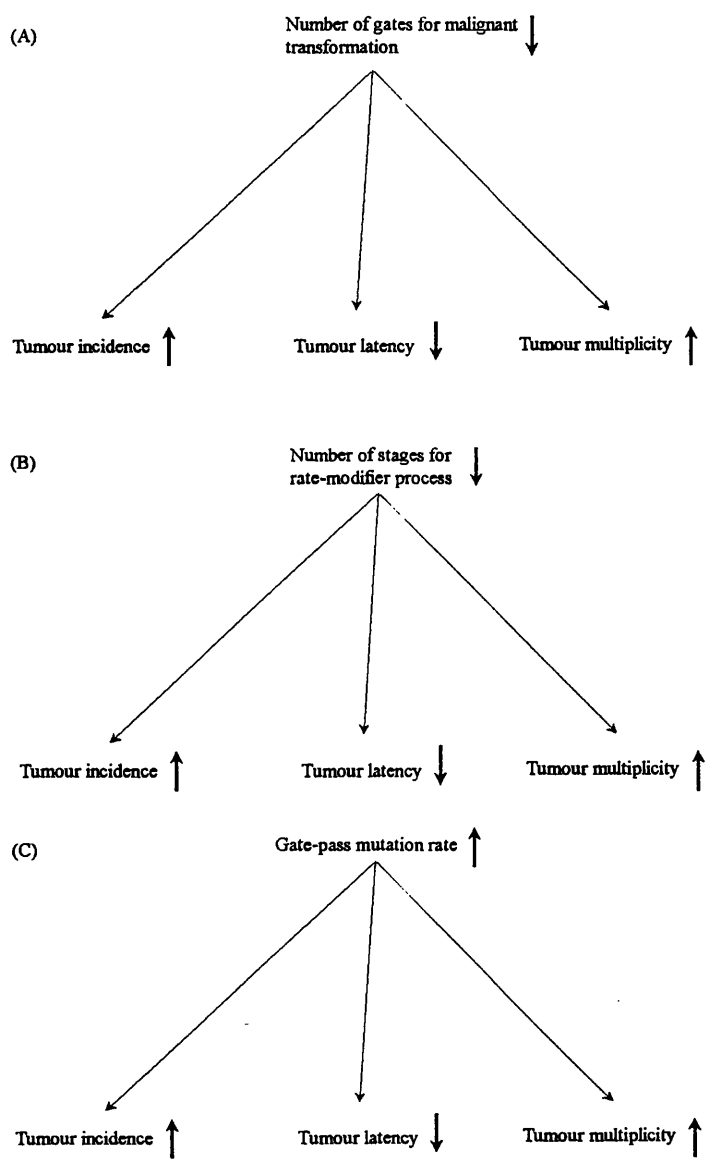 (A)
Number of gates for malignant
transformation
Tumour incidence
Tumour latency
Tumour multiplicity
(B)
Number of stages for
rate-modifier process
Tumour incidence
Tumour latency
Tumour multiplicity
(C)
Gate-pass mutation rate
Tumour incidence
Tumour latency
Tumour multiplicity